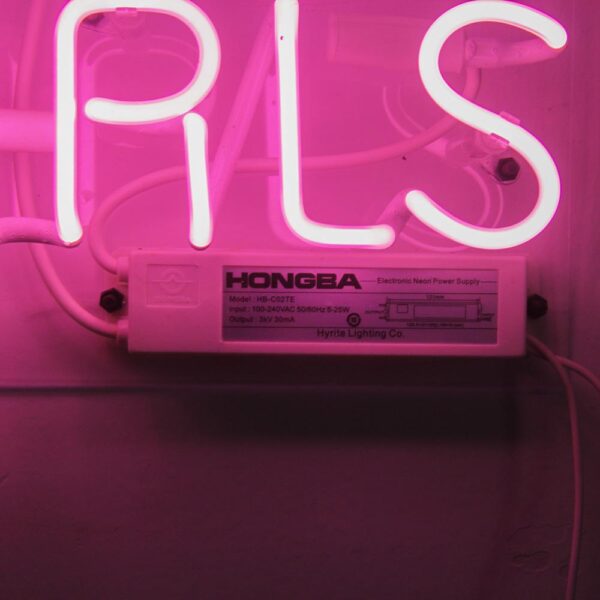 RLS
HONGBA
Electronic Neon Power Supply
Model : HB-C02TE
Input : 100-240VAC 50/60Hz 5-25W
Output : 3kV 30mA
Hyrite Lighting Co.